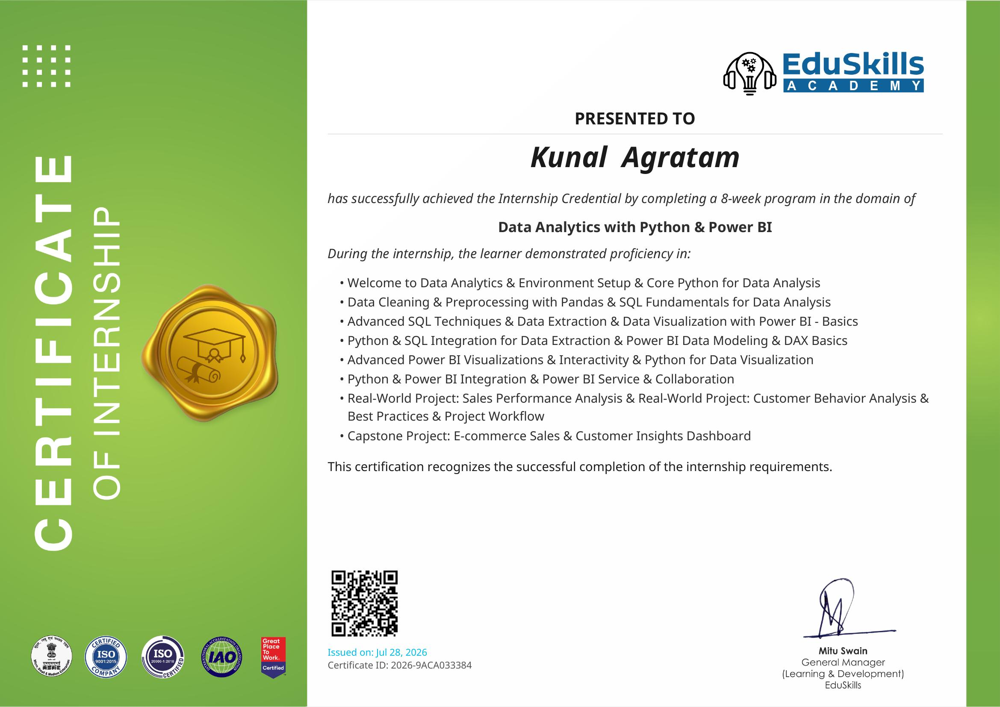 CERTIFICATE
OF INTERNSHIP
EduSkills
ACADEMY
PRESENTED TO
Kunal Agratam
has successfully achieved the Internship Credential by completing a 8-week program in the domain of
Data Analytics with Python & Power BI
During the internship, the learner demonstrated proficiency in:
• Welcome to Data Analytics & Environment Setup & Core Python for Data Analysis
• Data Cleaning & Preprocessing with Pandas & SQL Fundamentals for Data Analysis
• Advanced SQL Techniques & Data Extraction & Data Visualization with Power BI - Basics
• Python & SQL Integration for Data Extraction & Power BI Data Modeling & DAX Basics
• Advanced Power BI Visualizations & Interactivity & Python for Data Visualization
• Python & Power BI Integration & Power BI Service & Collaboration
• Real-World Project: Sales Performance Analysis & Real-World Project: Customer Behavior Analysis &
Best Practices & Project Workflow
• Capstone Project: E-commerce Sales & Customer Insights Dashboard
This certification recognizes the successful completion of the internship requirements.
Issued on: Jul 28, 2026
Certificate ID: 2026-9ACA033384
Mitu Swain
General Manager
(Learning & Development)
EduSkills
सूक्ष्म, लघु एवं मध्यम उद्यम
एमएसएमई
MSME
Micro, Small & Medium Enterprises
CERTIFIED
ISO
9001:2015
COMPANY
ISO
20000-1:2018
CERTIFIED
INTERNATIONAL ACCREDITATION ORGANIZATION
IAO
Great
Place
To
Work.
Certified